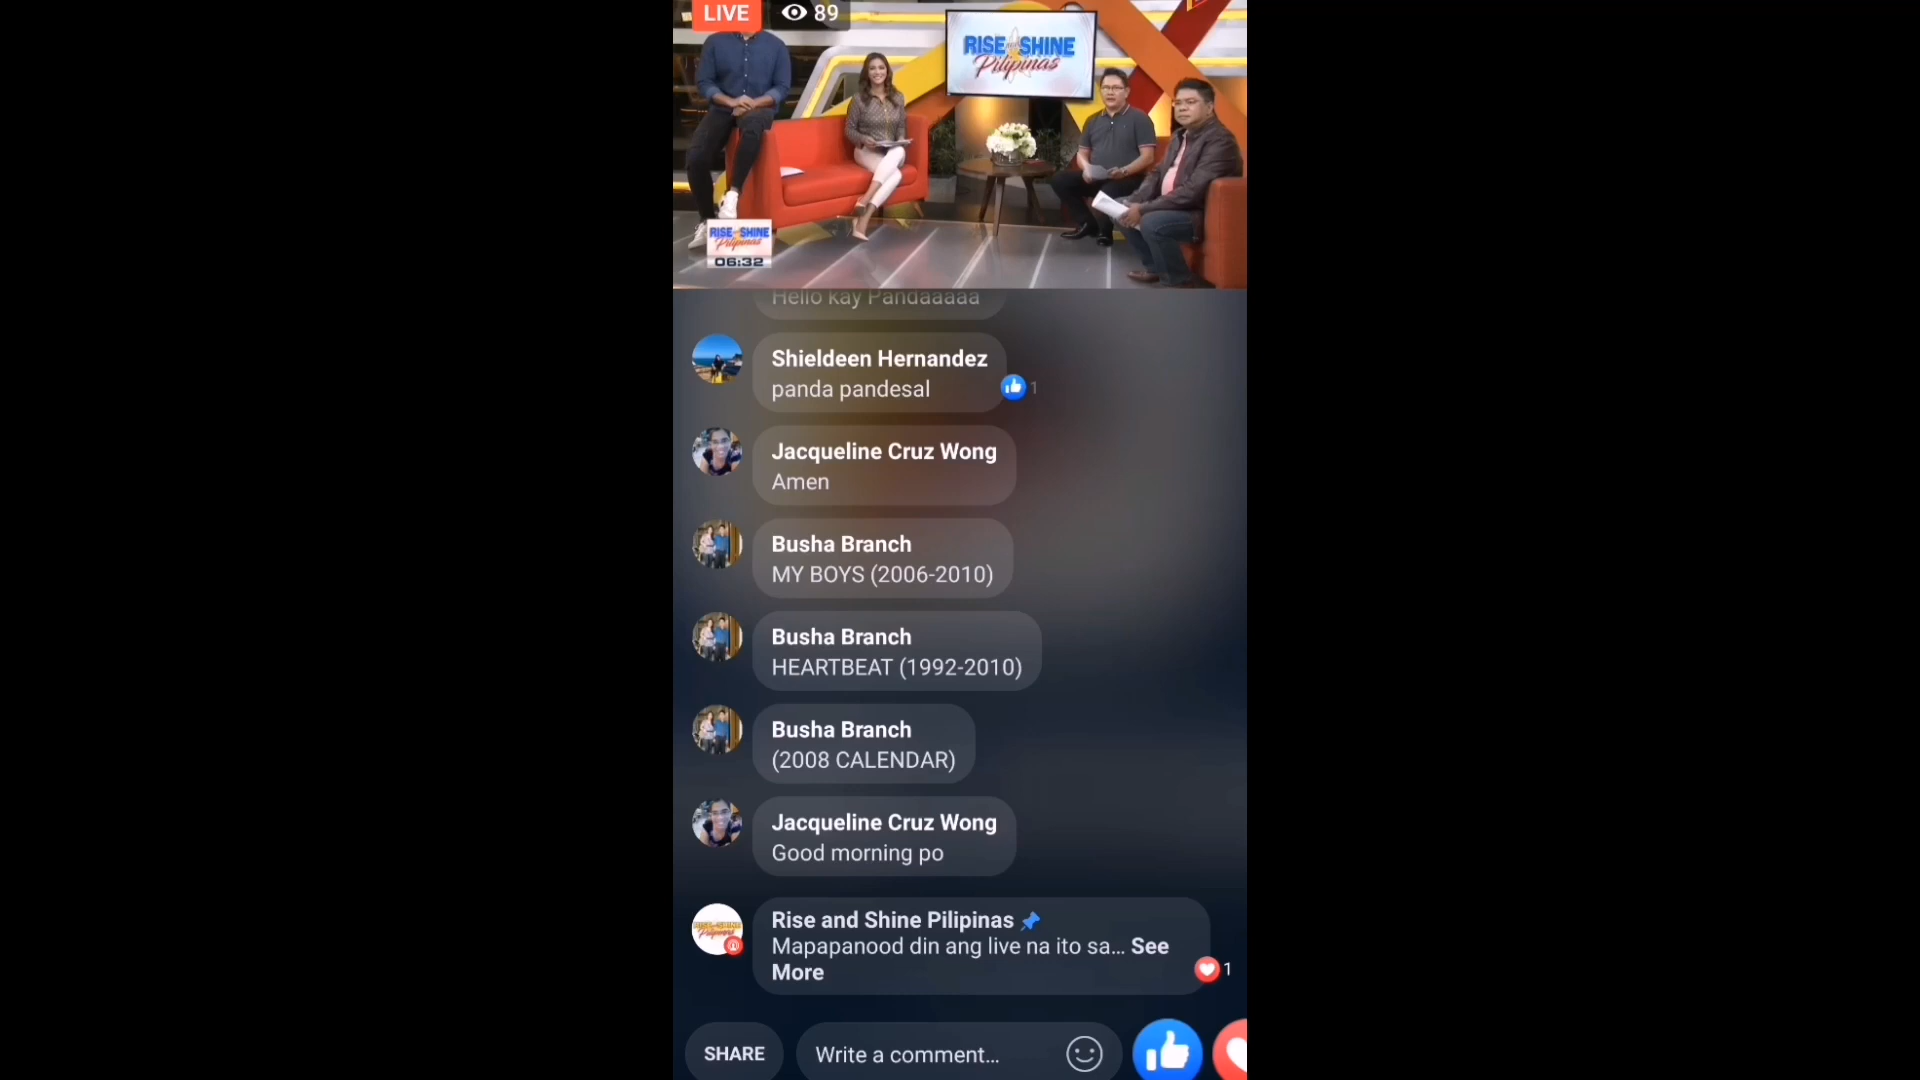 LIVE
89
RISE and SHINE
Pilipinas
RISE SHINE
Pilipinas
06:32
Hello kay Pandaaaaa
Shieldeen Hernandez
panda pandesal
1
Jacqueline Cruz Wong
Amen
Busha Branch
MY BOYS (2006-2010)
Busha Branch
HEARTBEAT (1992-2010)
Busha Branch
(2008 CALENDAR)
Jacqueline Cruz Wong
Good morning po
Rise and Shine Pilipinas
Mapapanood din ang live na ito sa... See
More
1
SHARE
Write a comment...